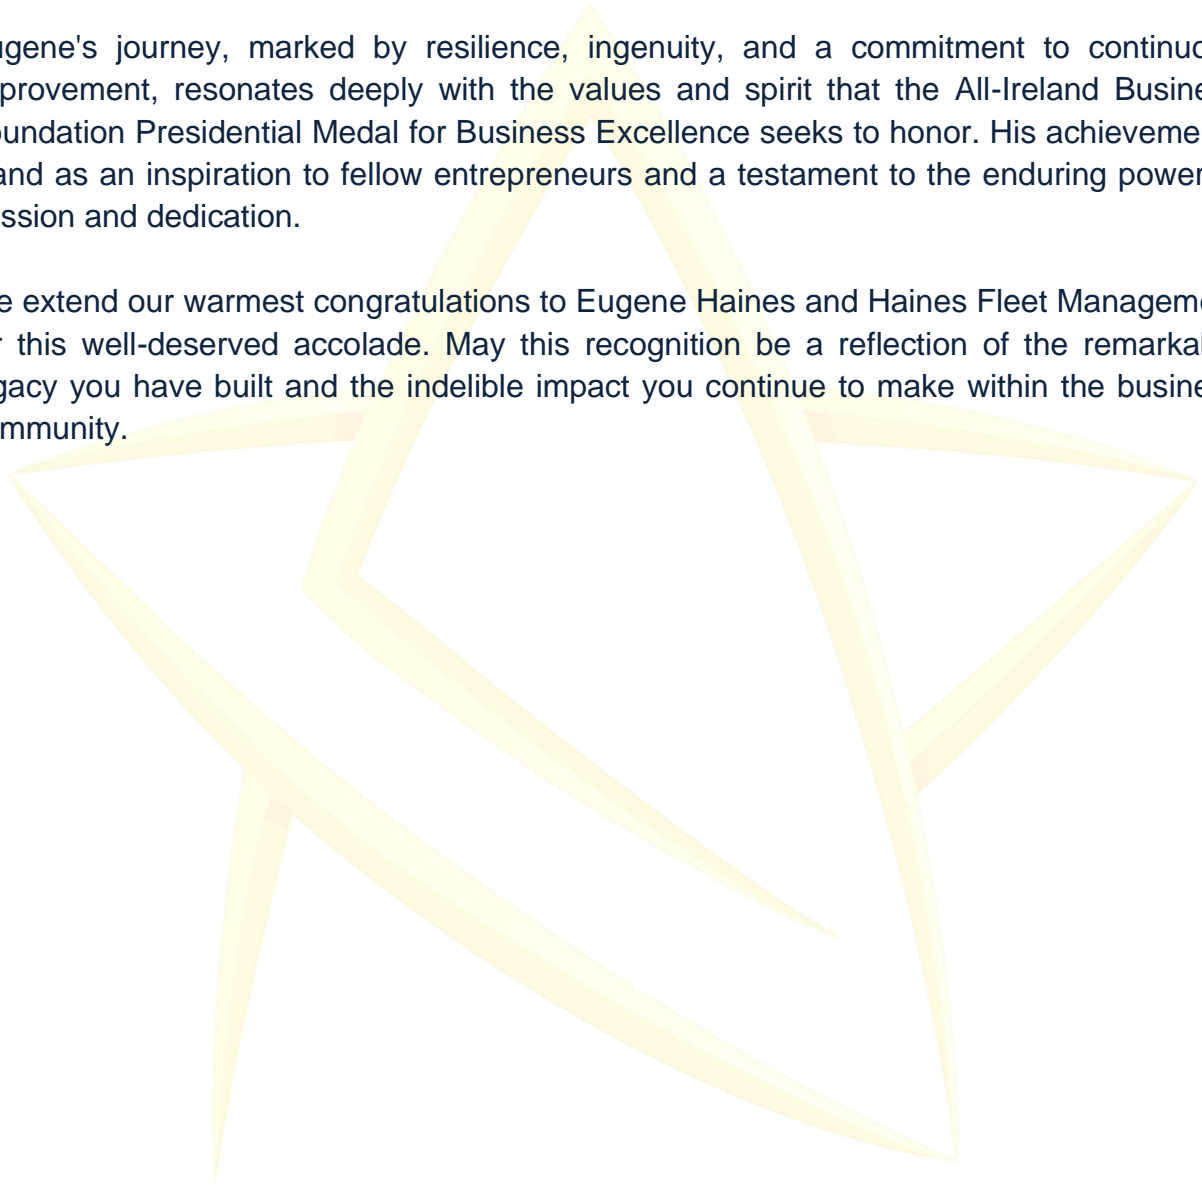 ugene's journey, marked by resilience, ingenuity, and a commitment to continuo
provement, resonates deeply with the values and spirit that the All-Ireland Busine
oundation Presidential Medal for Business Excellence seeks to honor. His achieveme
and as an inspiration to fellow entrepreneurs and a testament to the enduring power
ssion and dedication.
e extend our warmest congratulations to Eugene Haines and Haines Fleet Manageme
r this well-deserved accolade. May this recognition be a reflection of the remarkal
gacy you have built and the indelible impact you continue to make within the busine
mmunity.